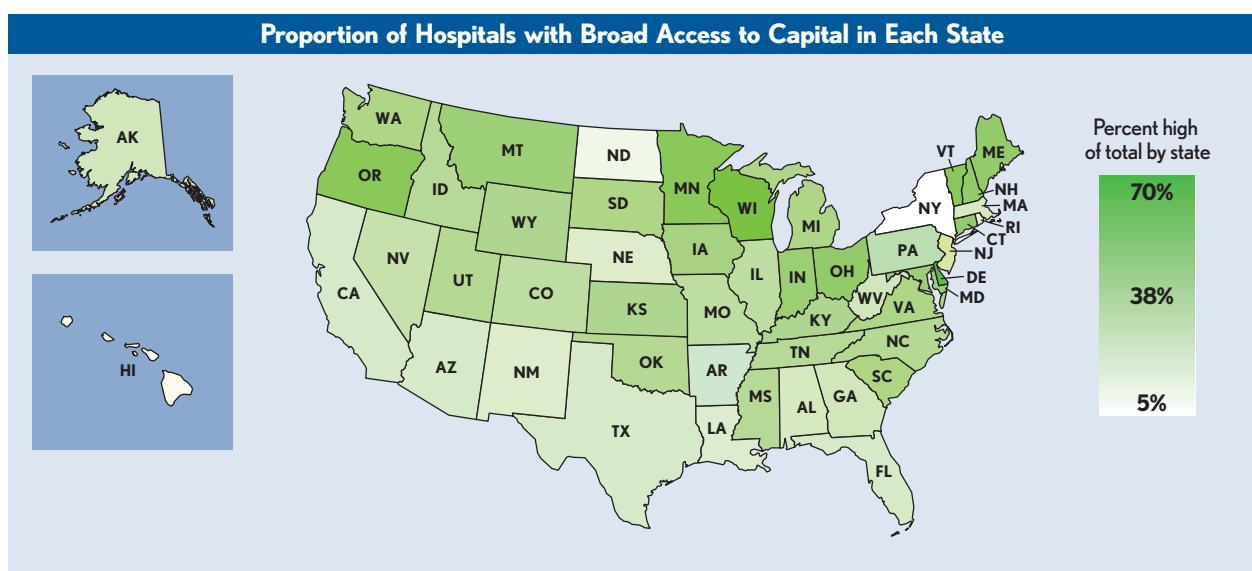 Proportion of Hospitals with Broad Access to Capital in Each State
AK
HI
WA
OR
ID
MT
ND
MN
WI
MI
VT
ME
NH
MA
RI
CT
NY
NJ
DE
MD
PA
SD
WY
NE
IA
IL
IN
OH
WV
VA
NV
UT
CO
KS
MO
KY
CA
AZ
NM
OK
AR
TN
NC
SC
MS
AL
GA
TX
LA
FL
Percent high
of total by state
70%
38%
5%